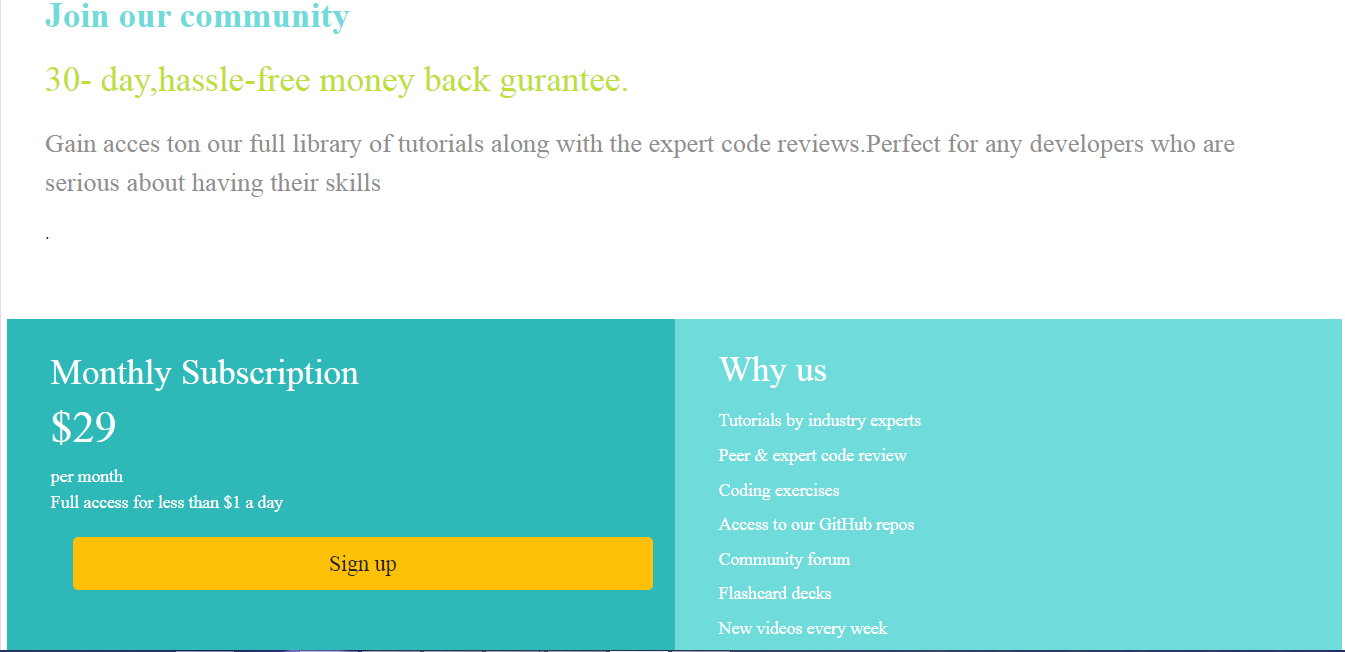 Join our community
30- day,hassle-free money back gurantee.
Gain acces ton our full library of tutorials along with the expert code reviews.Perfect for any developers who are
serious about having their skills
.
Monthly Subscription
$29
per month
Full access for less than $1 a day
Sign up
Why us
Tutorials by industry experts
Peer & expert code review
Coding exercises
Access to our GitHub repos
Community forum
Flashcard decks
New videos every week